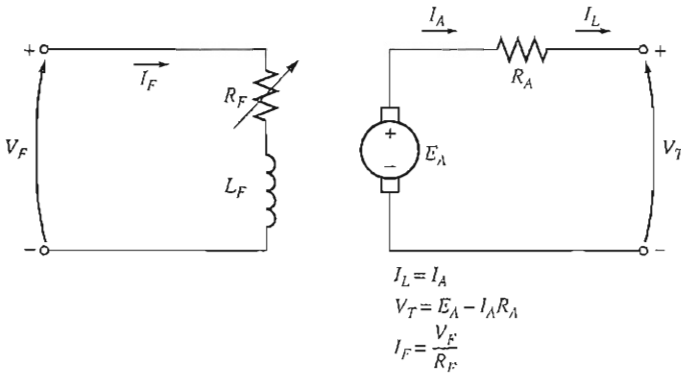 I_A
I_L
+
+
I_F
R_A
R_F
V_F
+
E_A
V_T
−
L_F
−
−
I_L = I_A
V_T = E_A − I_A R_A
I_F = V_F / R_F